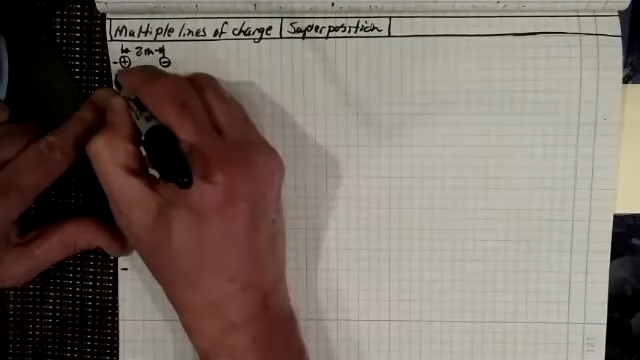 Multiple lines of charge Superposition
2m
+ -